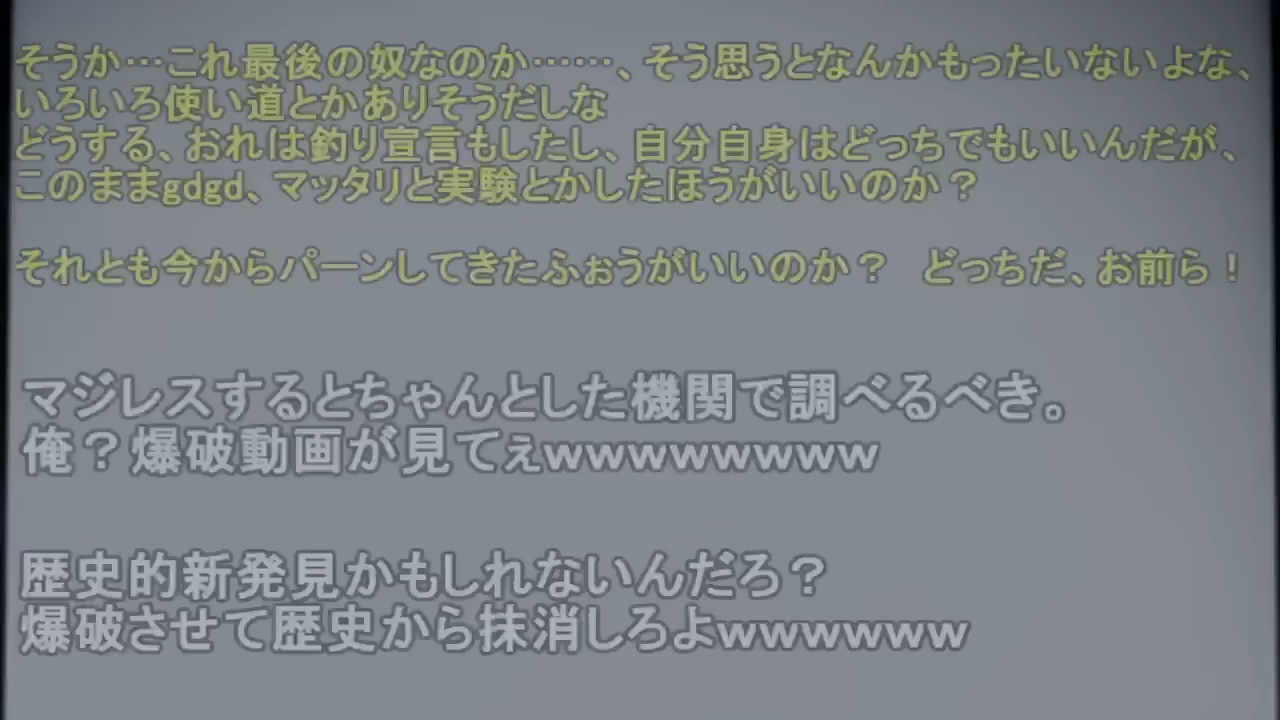 そうか…これ最後の奴なのか……、そう思うとなんかもったいないよな、
いろいろ使い道とかありそうだしな
どうする、おれは釣り宣言もしたし、自分自身はどっちでもいいんだが、
このままgdgd、マッタリと実験とかしたほうがいいのか？
それとも今からパーンしてきたふぉうがいいのか？　どっちだ、お前ら！
マジレスするとちゃんとした機関で調べるべき。
俺？爆破動画が見てぇwwwwwwwww
歴史的新発見かもしれないんだろ？
爆破させて歴史から抹消しろよwwwwwww